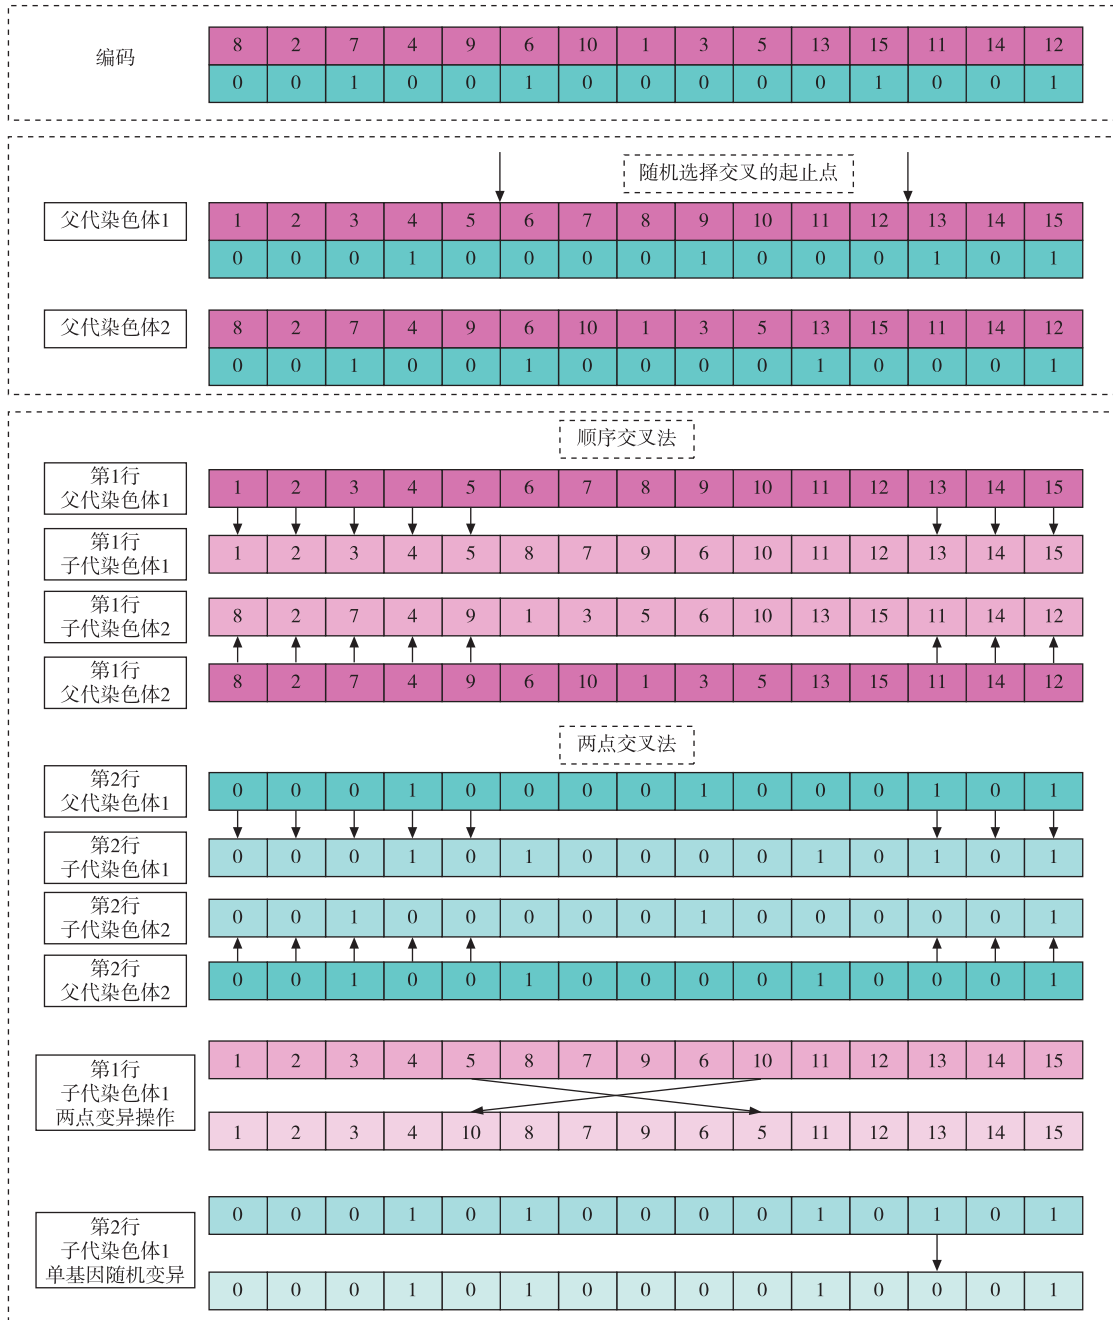 编码
8 2 7 4 9 6 10 1 3 5 13 15 11 14 12
0 0 1 0 0 1 0 0 0 0 0 1 0 0 1
随机选择交叉的起止点
父代染色体1
1 2 3 4 5 6 7 8 9 10 11 12 13 14 15
0 0 0 1 0 0 0 0 1 0 0 0 1 0 1
父代染色体2
8 2 7 4 9 6 10 1 3 5 13 15 11 14 12
0 0 1 0 0 1 0 0 0 0 1 0 0 0 1
顺序交叉法
第1行
父代染色体1
1 2 3 4 5 6 7 8 9 10 11 12 13 14 15
第1行
子代染色体1
1 2 3 4 5 8 7 9 6 10 11 12 13 14 15
第1行
子代染色体2
8 2 7 4 9 1 3 5 6 10 13 15 11 14 12
第1行
父代染色体2
8 2 7 4 9 6 10 1 3 5 13 15 11 14 12
两点交叉法
第2行
父代染色体1
0 0 0 1 0 0 0 0 1 0 0 0 1 0 1
第2行
子代染色体1
0 0 0 1 0 1 0 0 0 0 1 0 1 0 1
第2行
子代染色体2
0 0 1 0 0 0 0 0 1 0 0 0 0 0 1
第2行
父代染色体2
0 0 1 0 0 1 0 0 0 0 1 0 0 0 1
第1行
子代染色体1
两点变异操作
1 2 3 4 5 8 7 9 6 10 11 12 13 14 15
1 2 3 4 10 8 7 9 6 5 11 12 13 14 15
第2行
子代染色体1
单基因随机变异
0 0 0 1 0 1 0 0 0 0 1 0 1 0 1
0 0 0 1 0 1 0 0 0 0 1 0 0 0 1